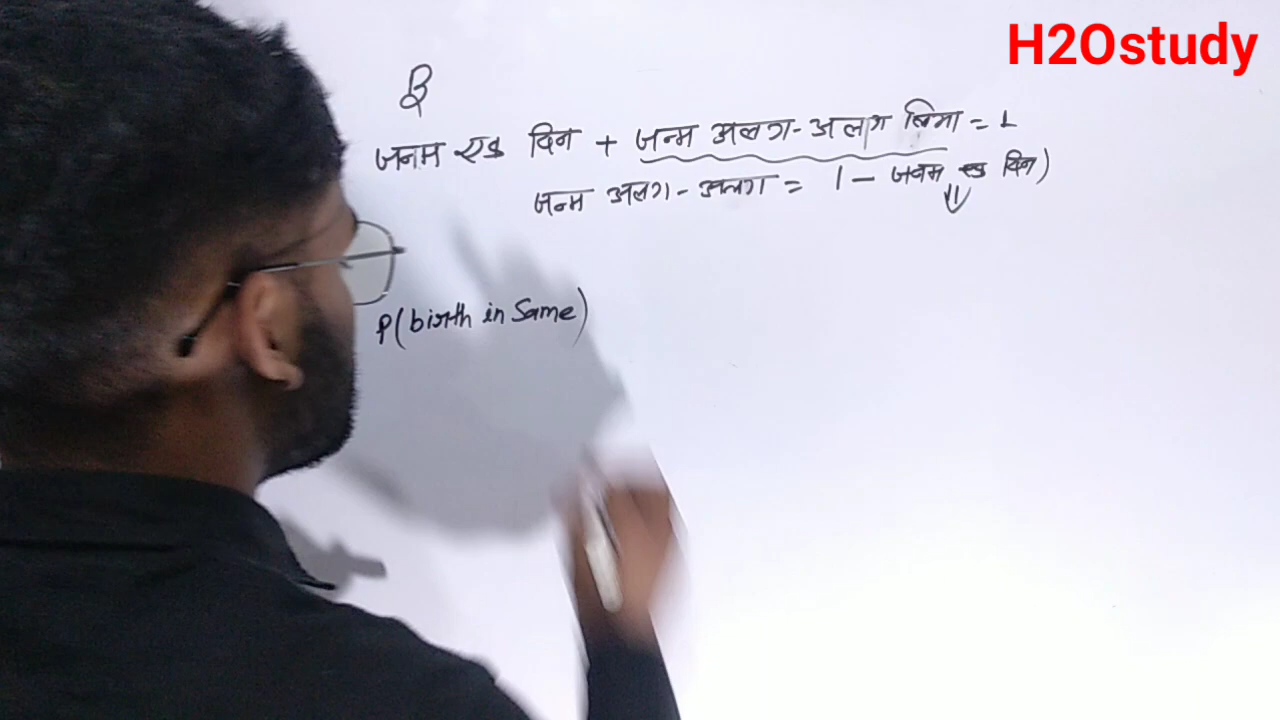 H2Ostudy
B
जनम एक दिन + जन्म अलग-अलग दिन = 1
जन्म अलग-अलग = 1 - जनम एक दिन)
P(birth in Same)